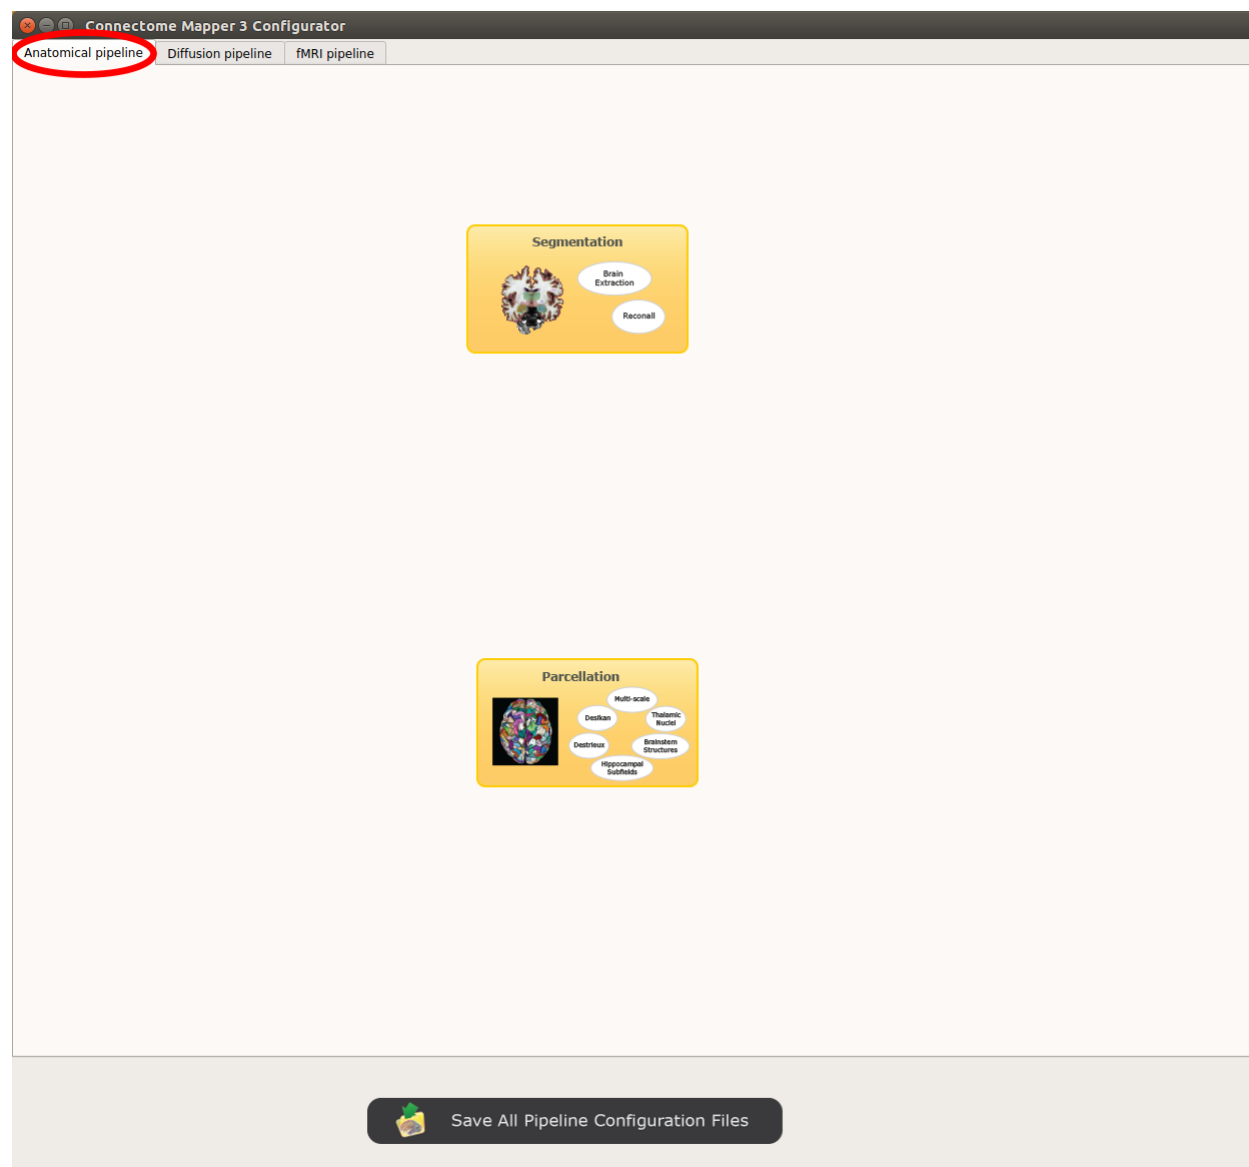 Connectome Mapper 3 Configurator
Anatomical pipeline
Diffusion pipeline
fMRI pipeline
Segmentation
Brain
Extraction
Reconall
Parcellation
Multi-scale
Desikan
Thalamic
Nuclei
Destrieux
Brainstem
Structures
Hippocampal
Subfields
Save All Pipeline Configuration Files